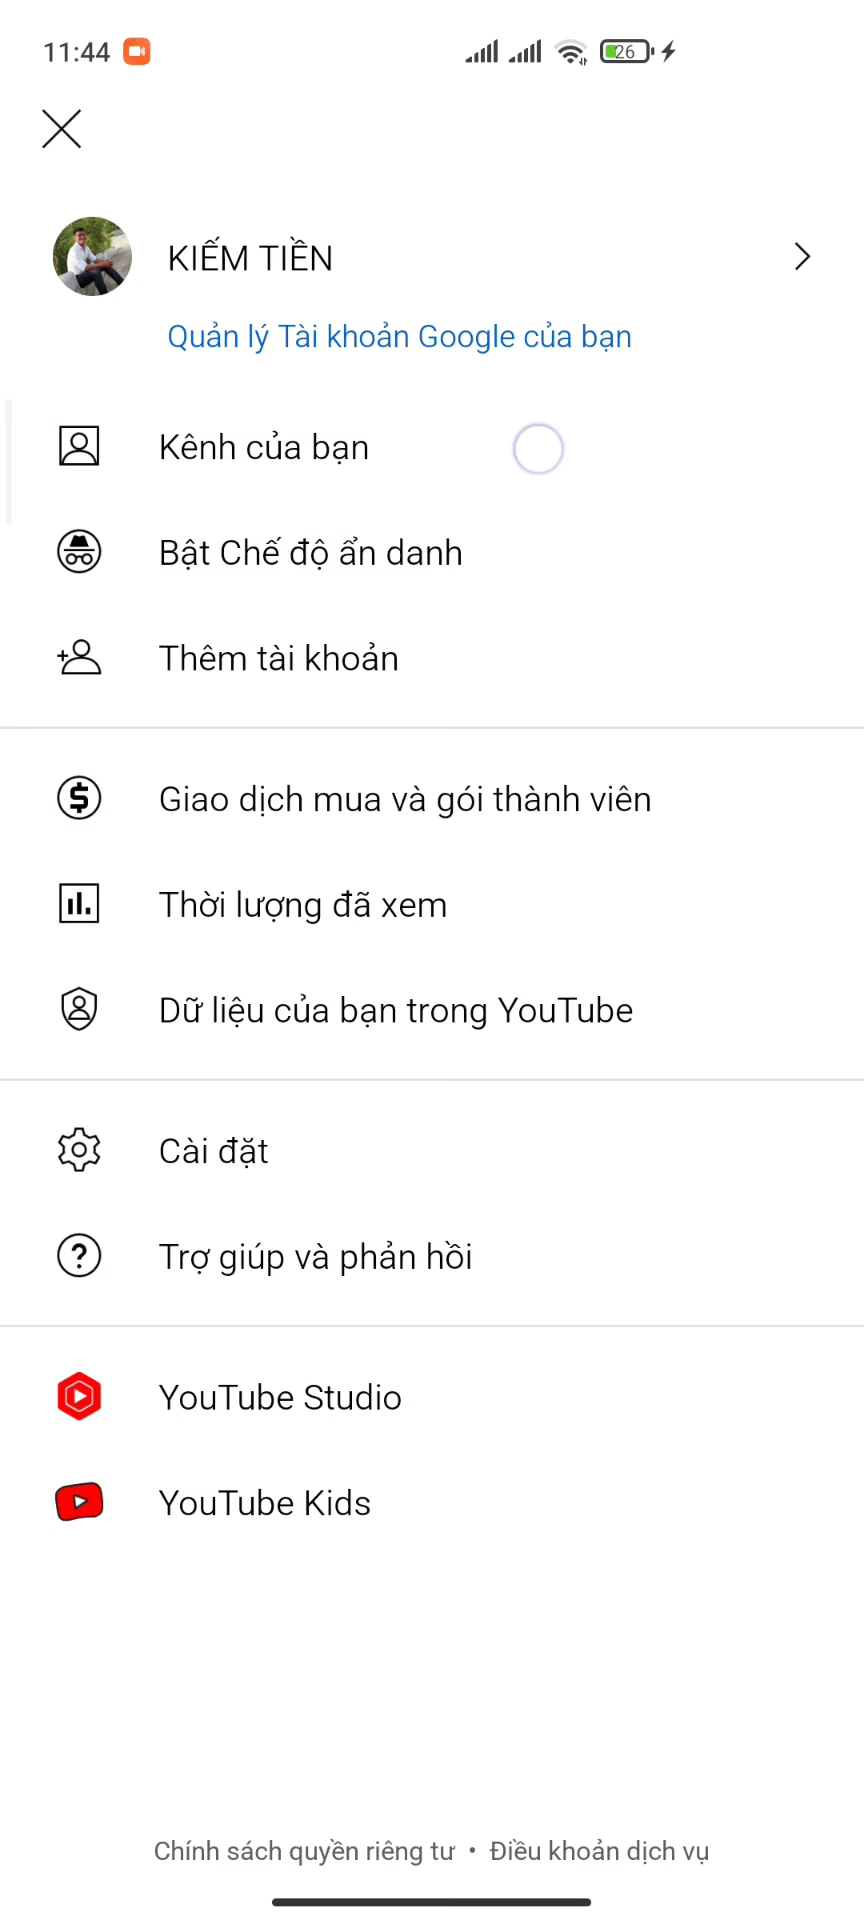 11:44
26
KIẾM TIỀN
Quản lý Tài khoản Google của bạn
Kênh của bạn
Bật Chế độ ẩn danh
Thêm tài khoản
Giao dịch mua và gói thành viên
Thời lượng đã xem
Dữ liệu của bạn trong YouTube
Cài đặt
Trợ giúp và phản hồi
YouTube Studio
YouTube Kids
Chính sách quyền riêng tư • Điều khoản dịch vụ